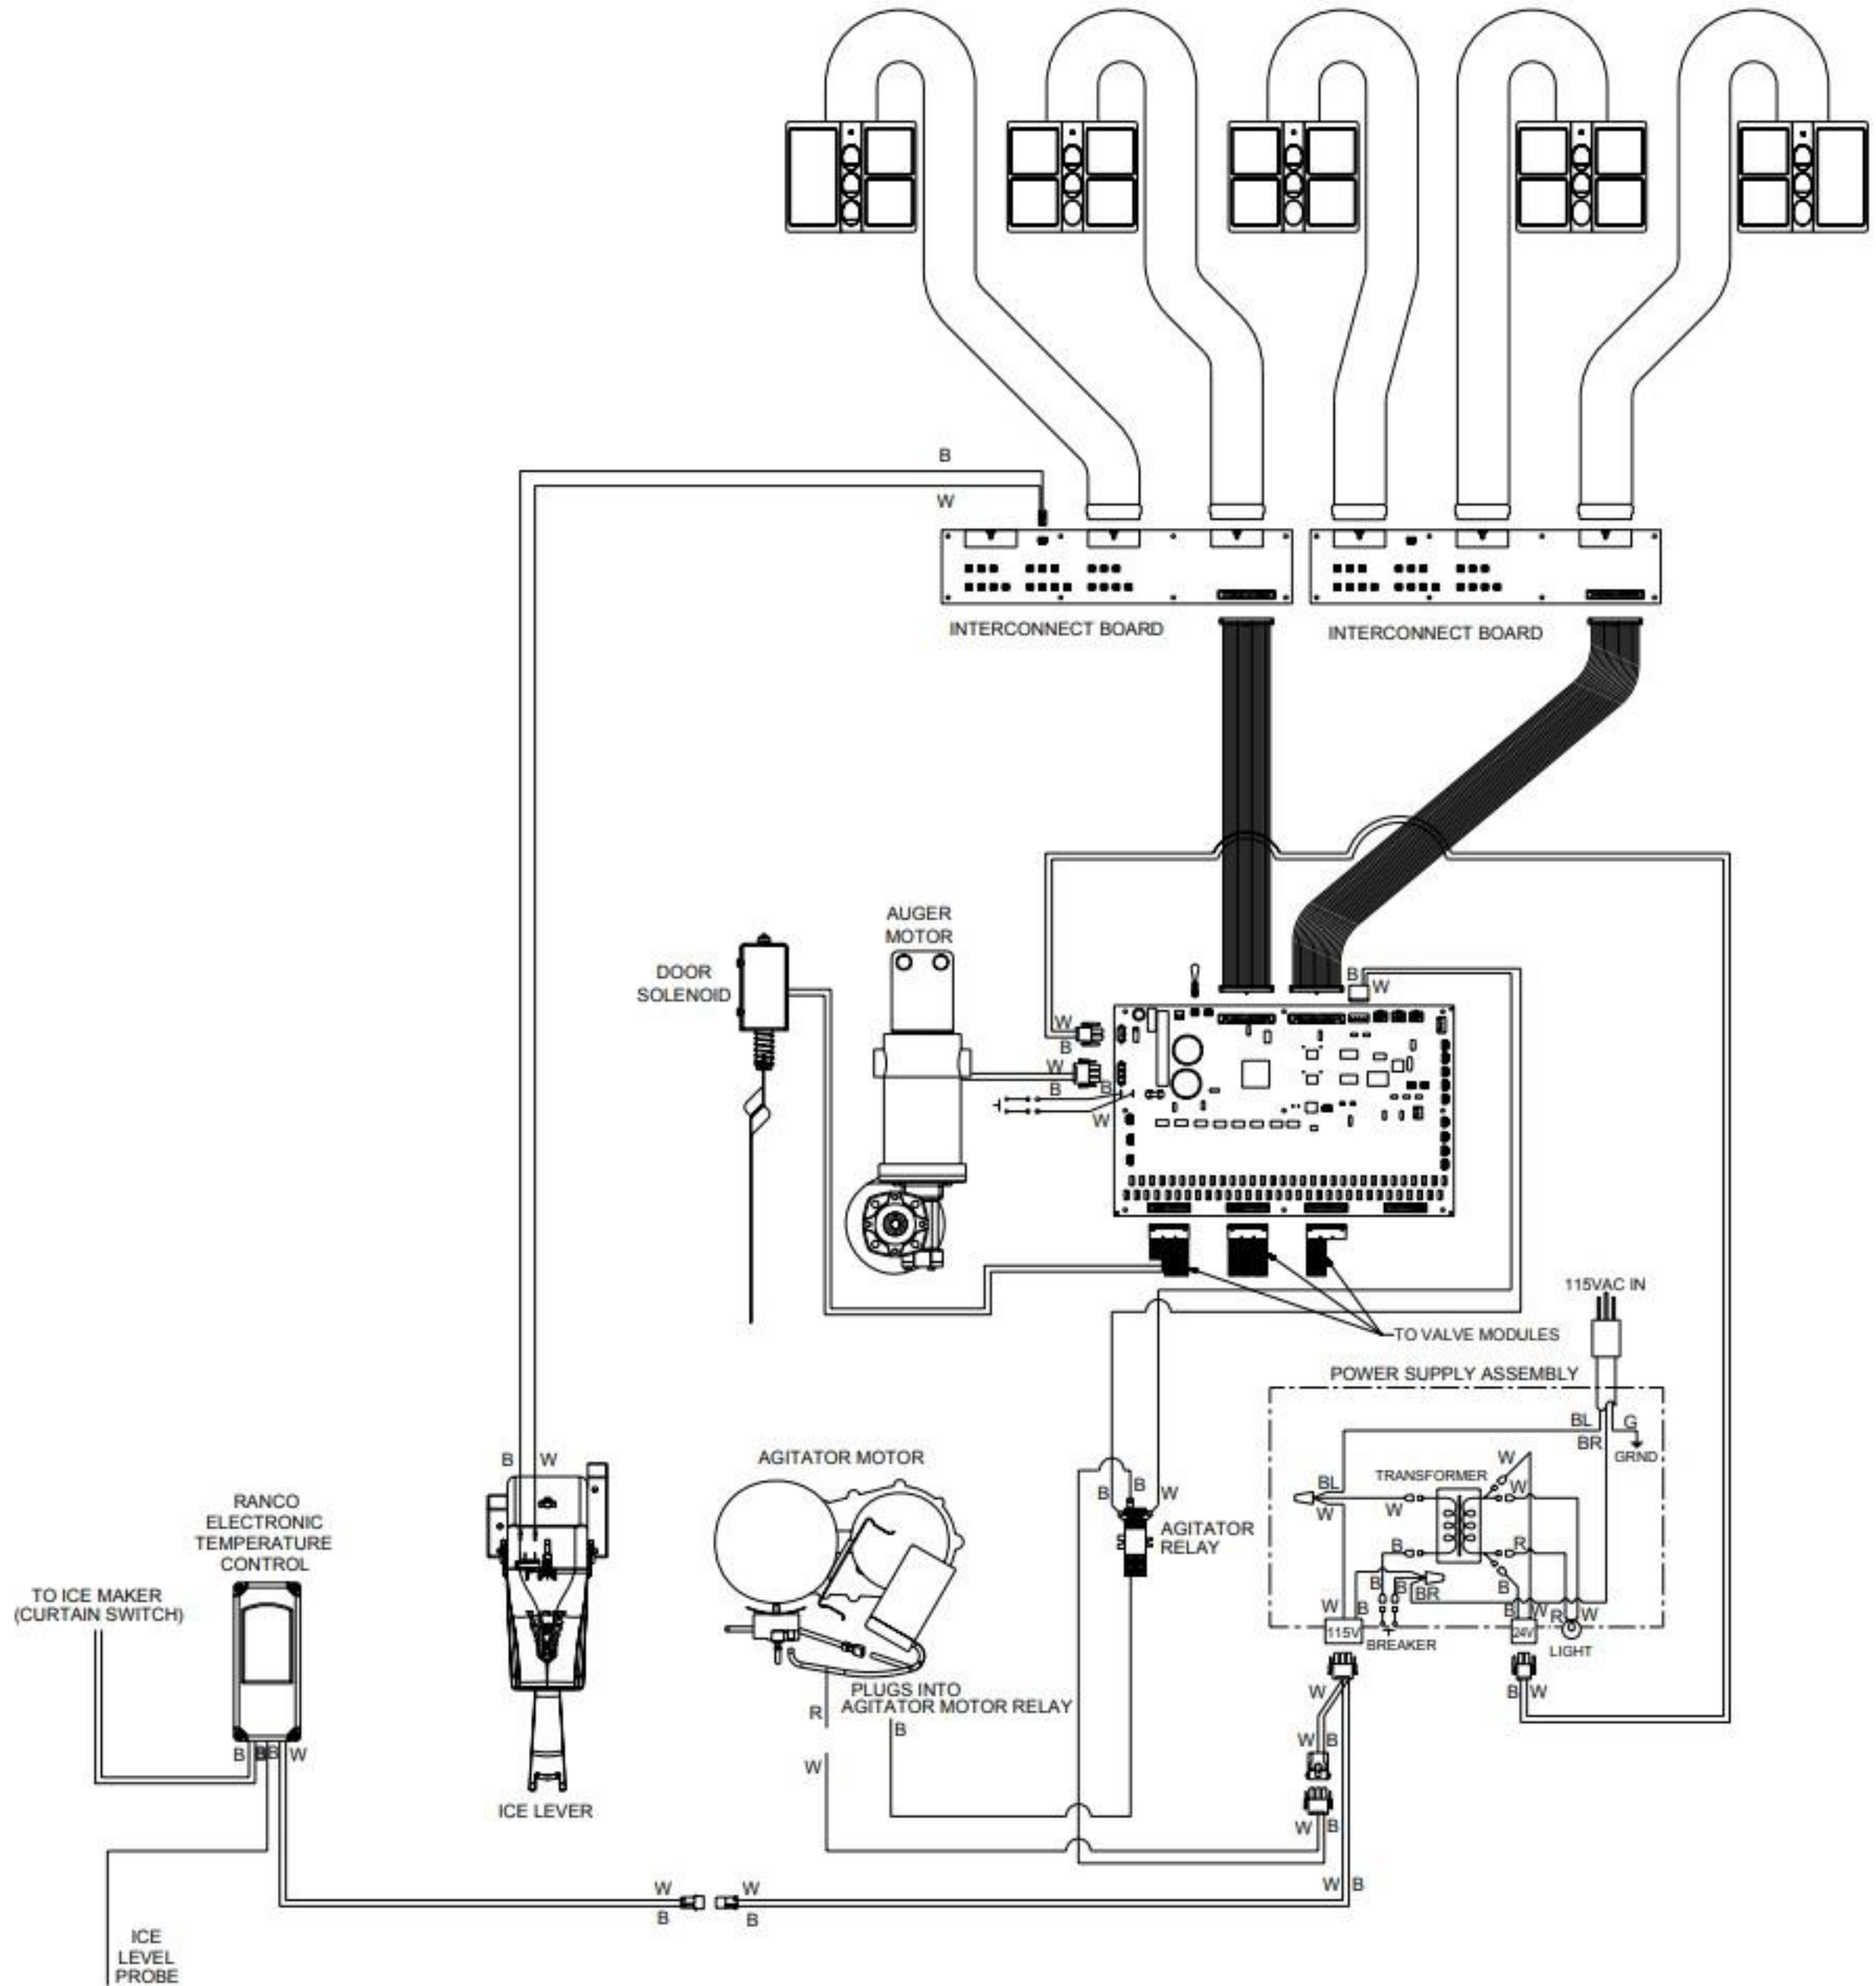 B
W
INTERCONNECT BOARD
INTERCONNECT BOARD
AUGER
MOTOR
DOOR
SOLENOID
B
W
W
B
W
B
B
W
115VAC IN
TO VALVE MODULES
POWER SUPPLY ASSEMBLY
BL
G
BR
GRND
W
TRANSFORMER
BL
W
W
W
B
R
B
B
B
BR
W
B
B
W
R
W
115V
BREAKER
24V
LIGHT
B
W
AGITATOR MOTOR
B
B
W
AGITATOR
RELAY
RANCO
ELECTRONIC
TEMPERATURE
CONTROL
TO ICE MAKER
(CURTAIN SWITCH)
PLUGS INTO
AGITATOR MOTOR RELAY
R
B
W
W
B
W
W
B
W
B
B
B
B
W
ICE LEVER
W
B
W
B
W
B
W
B
ICE
LEVEL
PROBE